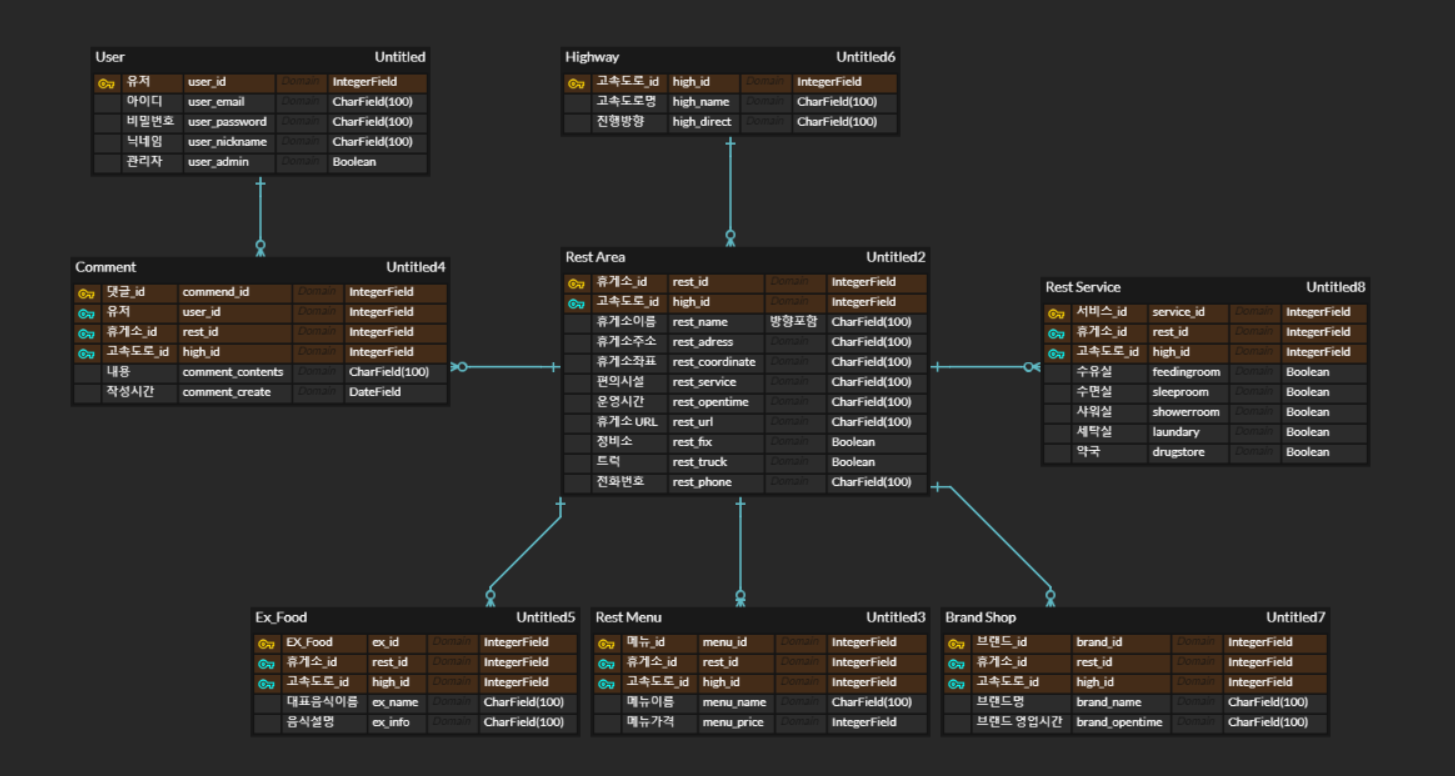 User Untitled
유저 user_id Domain IntegerField
아이디 user_email Domain CharField(100)
비밀번호 user_password Domain CharField(100)
닉네임 user_nickname Domain CharField(100)
관리자 user_admin Domain Boolean
Highway Untitled6
고속도로_id high_id Domain IntegerField
고속도로명 high_name Domain CharField(100)
진행방향 high_direct Domain CharField(100)
Comment Untitled4
댓글_id commend_id Domain IntegerField
유저 user_id Domain IntegerField
휴게소_id rest_id Domain IntegerField
고속도로_id high_id Domain IntegerField
내용 comment_contents Domain CharField(100)
작성시간 comment_create Domain DateField
Rest Area Untitled2
휴게소_id rest_id Domain IntegerField
고속도로_id high_id Domain IntegerField
휴게소이름 rest_name 방향포함 CharField(100)
휴게소주소 rest_adress Domain CharField(100)
휴게소좌표 rest_coordinate Domain CharField(100)
편의시설 rest_service Domain CharField(100)
운영시간 rest_opentime Domain CharField(100)
휴게소 URL rest_url Domain CharField(100)
정비소 rest_fix Domain Boolean
트럭 rest_truck Domain Boolean
전화번호 rest_phone Domain CharField(100)
Rest Service Untitled8
서비스_id service_id Domain IntegerField
휴게소_id rest_id Domain IntegerField
고속도로_id high_id Domain IntegerField
수유실 feedingroom Domain Boolean
수면실 sleeproom Domain Boolean
샤워실 showerroom Domain Boolean
세탁실 laundary Domain Boolean
약국 drugstore Domain Boolean
Ex_Food Untitled5
EX_Food ex_id Domain IntegerField
휴게소_id rest_id Domain IntegerField
고속도로_id high_id Domain IntegerField
대표음식이름 ex_name Domain CharField(100)
음식설명 ex_info Domain CharField(100)
Rest Menu Untitled3
메뉴_id menu_id Domain IntegerField
휴게소_id rest_id Domain IntegerField
고속도로_id high_id Domain IntegerField
메뉴이름 menu_name Domain CharField(100)
메뉴가격 menu_price Domain IntegerField
Brand Shop Untitled7
브랜드_id brand_id Domain IntegerField
휴게소_id rest_id Domain IntegerField
고속도로_id high_id Domain IntegerField
브랜드명 brand_name Domain CharField(100)
브랜드 영업시간 brand_opentime Domain CharField(100)